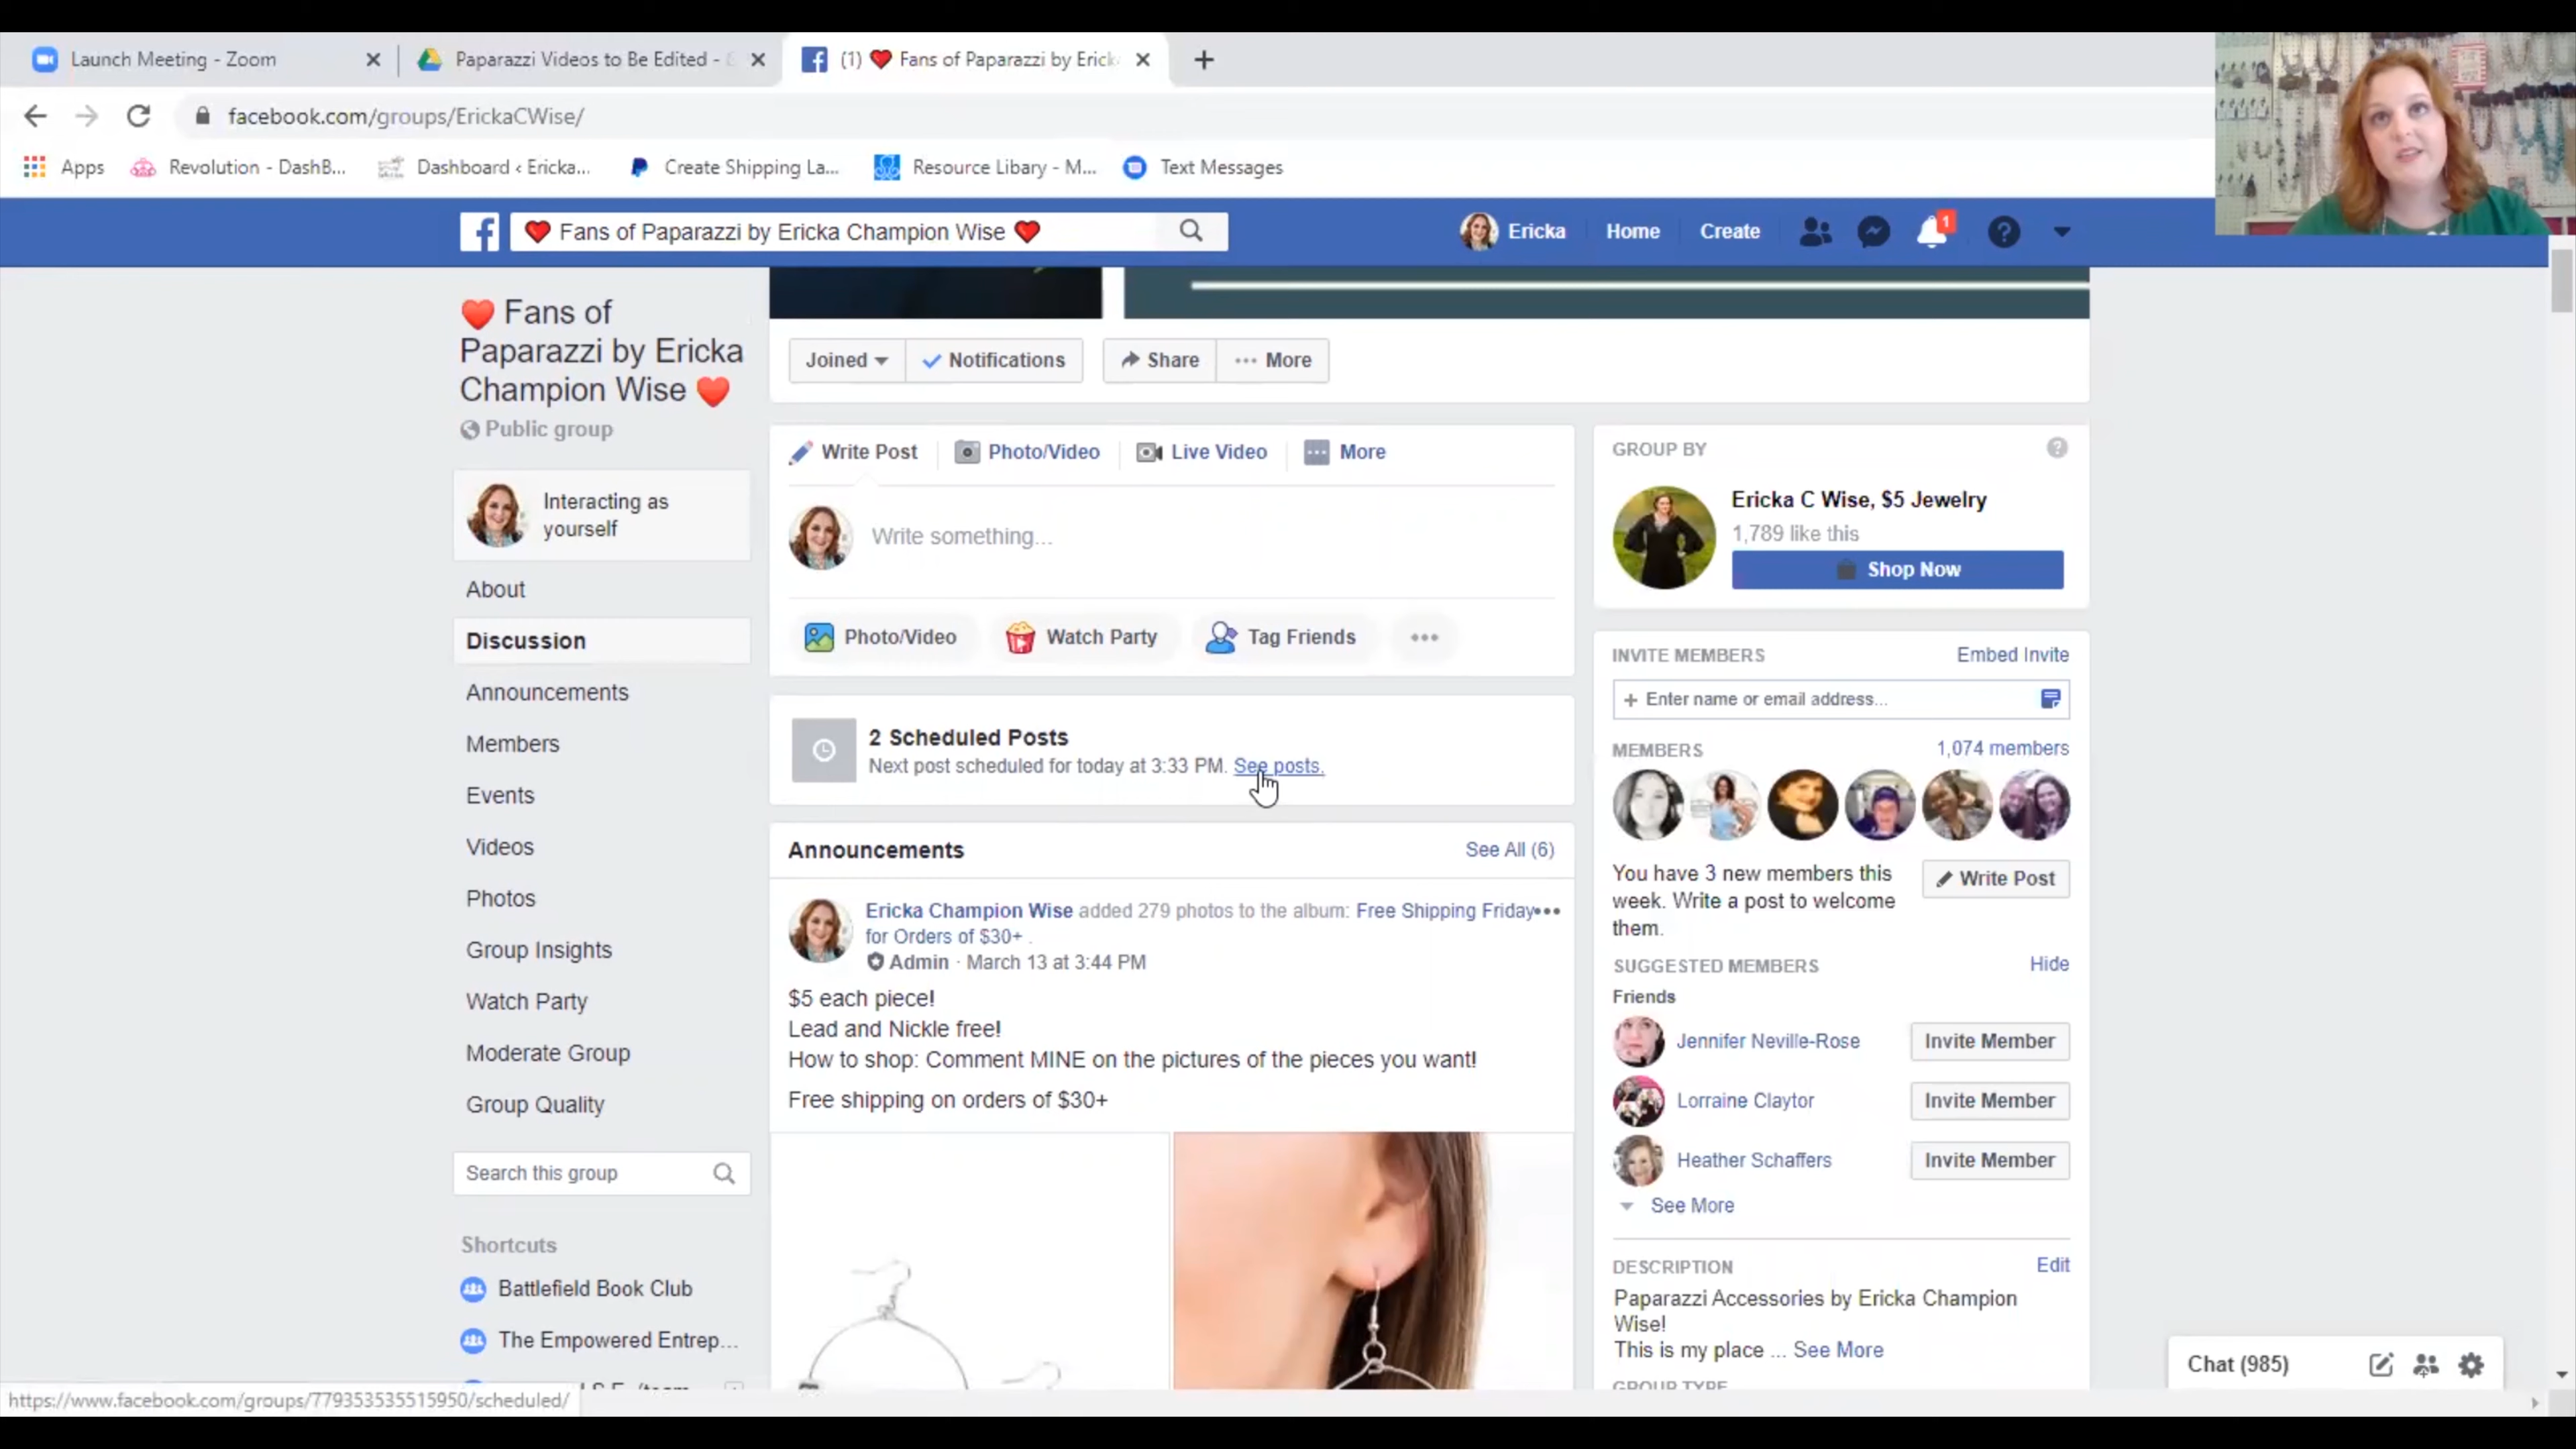 Launch Meeting - Zoom
Paparazzi Videos to Be Edited -
(1) ❤ Fans of Paparazzi by Erick
facebook.com/groups/ErickaCWise/
Apps
Revolution - DashB...
Dashboard ‹ Ericka...
Create Shipping La...
Resource Libary - M...
Text Messages
❤ Fans of Paparazzi by Ericka Champion Wise ❤
Ericka
Home
Create
1
❤ Fans of
Paparazzi by Ericka
Champion Wise ❤
Public group
Interacting as
yourself
About
Discussion
Announcements
Members
Events
Videos
Photos
Group Insights
Watch Party
Moderate Group
Group Quality
Search this group
Shortcuts
Battlefield Book Club
The Empowered Entrep...
Joined
Notifications
Share
More
Write Post
Photo/Video
Live Video
More
Write something...
Photo/Video
Watch Party
Tag Friends
2 Scheduled Posts
Next post scheduled for today at 3:33 PM. See posts.
Announcements
See All (6)
Ericka Champion Wise added 279 photos to the album: Free Shipping Friday
for Orders of $30+ .
Admin · March 13 at 3:44 PM
$5 each piece!
Lead and Nickle free!
How to shop: Comment MINE on the pictures of the pieces you want!
Free shipping on orders of $30+
GROUP BY
Ericka C Wise, $5 Jewelry
1,789 like this
Shop Now
INVITE MEMBERS
Embed Invite
+ Enter name or email address...
MEMBERS
1,074 members
You have 3 new members this
week. Write a post to welcome
them.
Write Post
SUGGESTED MEMBERS
Hide
Friends
Jennifer Neville-Rose
Invite Member
Lorraine Claytor
Invite Member
Heather Schaffers
Invite Member
See More
DESCRIPTION
Edit
Paparazzi Accessories by Ericka Champion
Wise!
This is my place ... See More
GROUP TYPE
Chat (985)
https://www.facebook.com/groups/779353535515950/scheduled/